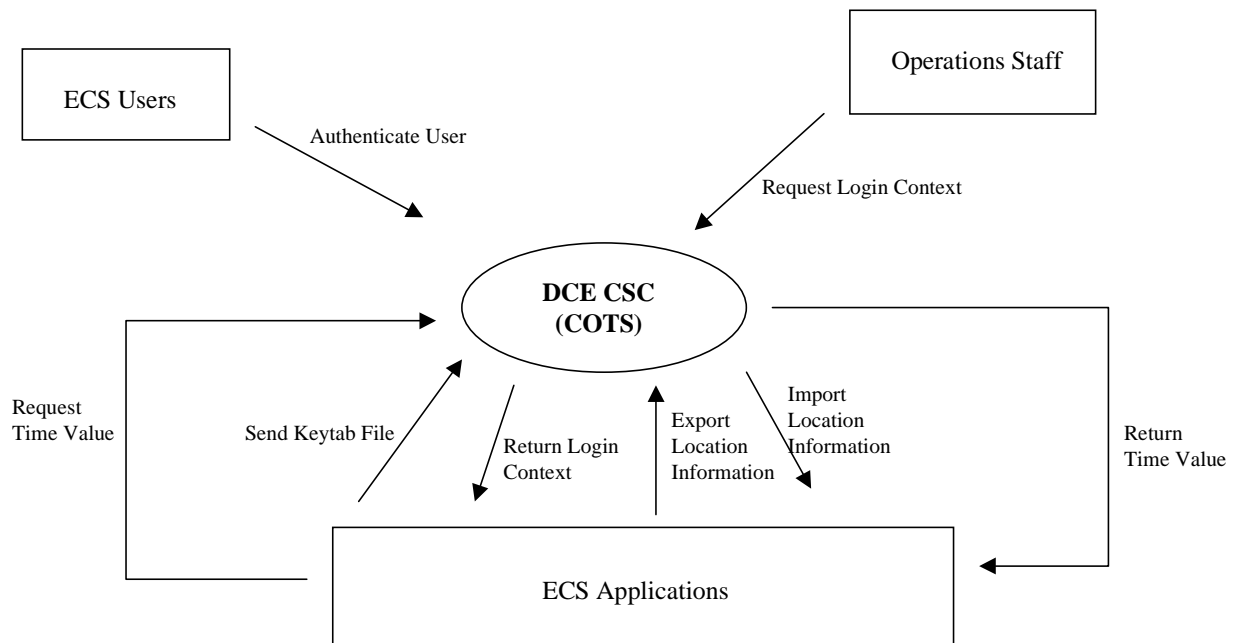 Operations Staff
ECS Users
Authenticate User
Request Login Context
DCE CSC
(COTS)
Request
Time Value
Send Keytab File
Return Login
Context
Export
Location
Information
Import
Location
Information
Return
Time Value
ECS Applications